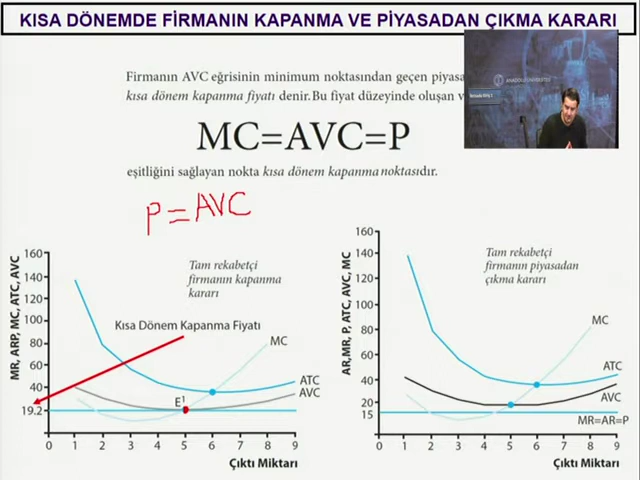 KISA DÖNEMDE FİRMANIN KAPANMA VE PİYASADAN ÇIKMA KARARI
Firmanın AVC eğrisinin minimum noktasından geçen piyasa
kısa dönem kapanma fiyatı denir. Bu fiyat düzeyinde oluşan v
MC=AVC=P
eşitliğini sağlayan nokta kısa dönem kapanma noktasıdır.
P=AVC
MR, ARP, MC, ATC, AVC
160
140
120
100
80
60
40
19.2
0 1 2 3 4 5 6 7 8 9
Çıktı Miktarı
Tam rekabetçi
firmanın kapanma
kararı
Kısa Dönem Kapanma Fiyatı
MC
ATC
AVC
E¹
AR,MR, P, ATC, AVC, MC
160
140
120
100
80
60
40
20
15
0 1 2 3 4 5 6 7 8 9
Çıktı Miktarı
Tam rekabetçi
firmanın piyasadan
çıkma kararı
MC
ATC
AVC
MR=AR=P